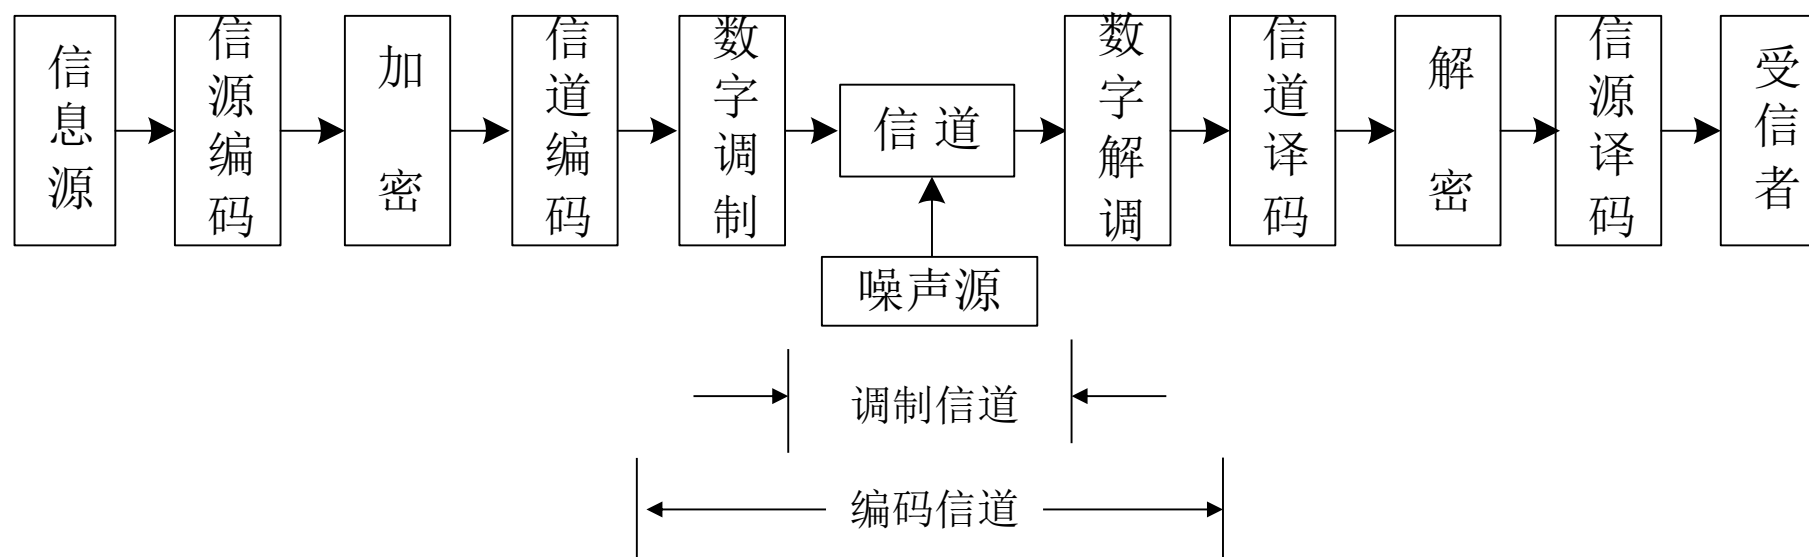 信息源
信源编码
加密
信道编码
数字调制
信道
数字解调
信道译码
解密
信源译码
受信者
噪声源
调制信道
编码信道